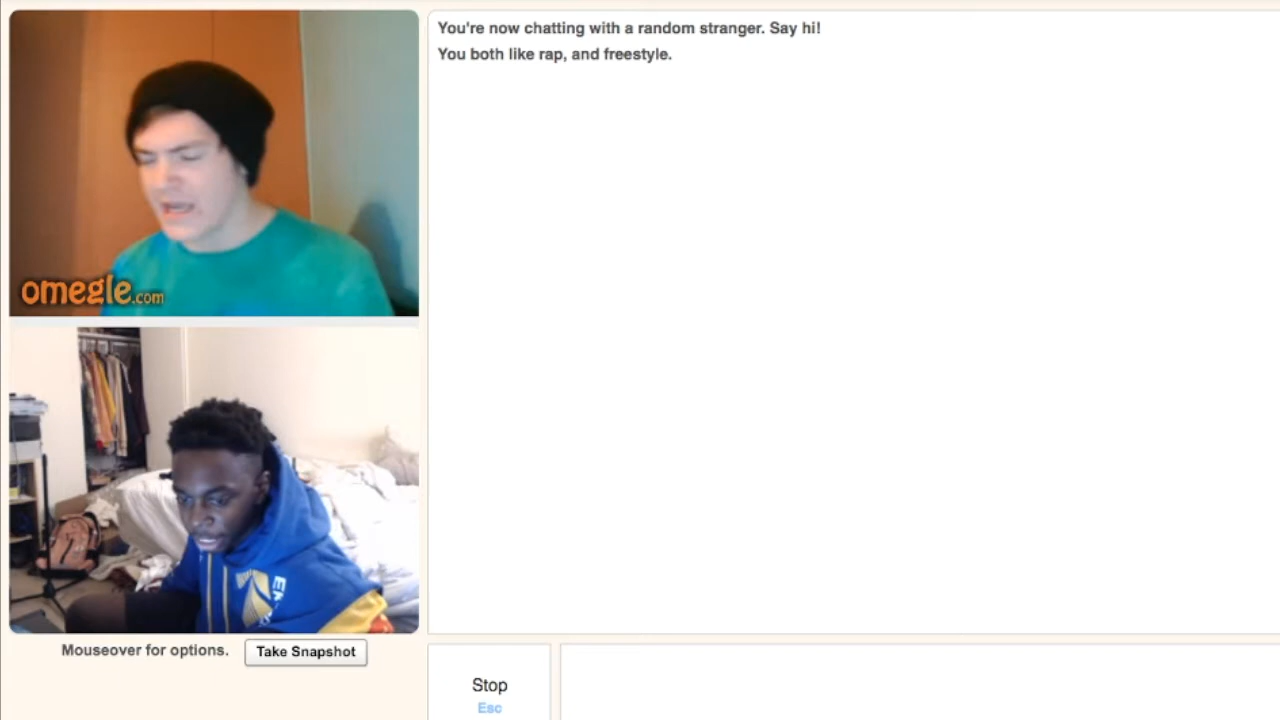 You're now chatting with a random stranger. Say hi!
You both like rap, and freestyle.
omegle.com
Mouseover for options.
Take Snapshot
Stop
Esc